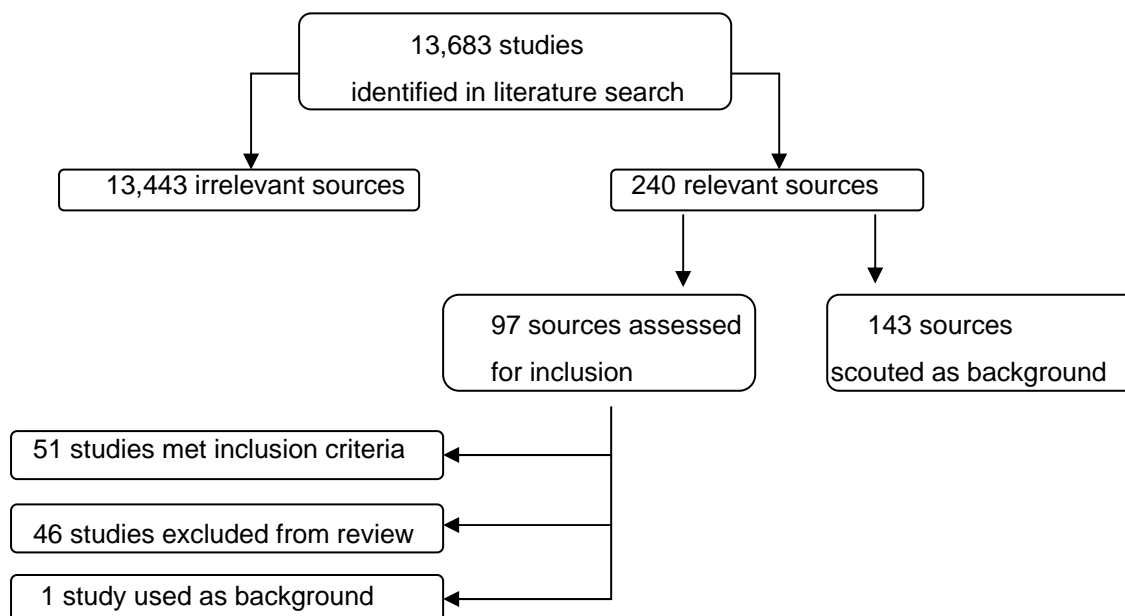 13,683 studies
identified in literature search
13,443 irrelevant sources
240 relevant sources
97 sources assessed
for inclusion
143 sources
scouted as background
51 studies met inclusion criteria
46 studies excluded from review
1 study used as background